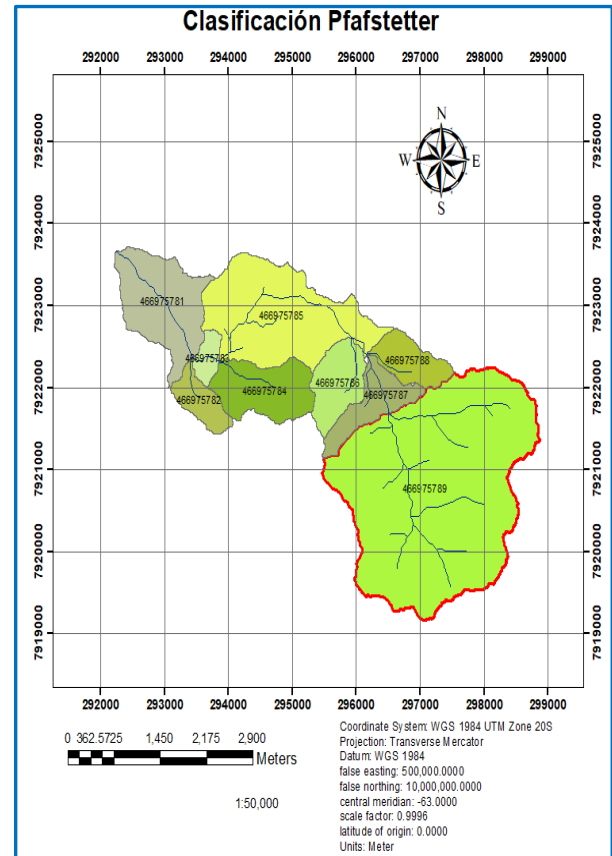 Clasificación Pfafstetter
292000 293000 294000 295000 296000 297000 298000 299000
N
W E
S
7925000 7925000
7924000 7924000
7923000 7923000
7922000 7922000
7921000 7921000
7920000 7920000
7919000 7919000
466975781
466975785
466975783
466975788
466975784
466975786
466975782
466975787
466975789
292000 293000 294000 295000 296000 297000 298000 299000
0 362.5725 1,450 2,175 2,900
Meters
1:50,000
Coordinate System: WGS 1984 UTM Zone 20S
Projection: Transverse Mercator
Datum: WGS 1984
false easting: 500,000.0000
false northing: 10,000,000.0000
central meridian: -63.0000
scale factor: 0.9996
latitude of origin: 0.0000
Units: Meter